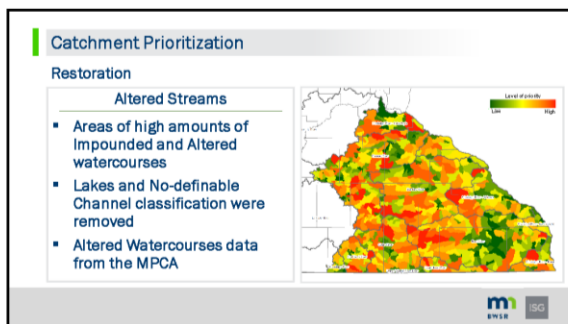 Catchment Prioritization
Restoration
Altered Streams
▪ Areas of high amounts of
Impounded and Altered
watercourses
▪ Lakes and No-definable
Channel classification were
removed
▪ Altered Watercourses data
from the MPCA
Level of priority
Low High
mn
BWSR
ISG